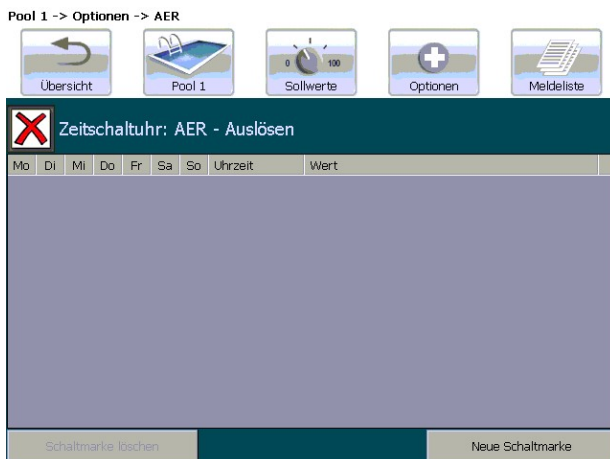 Pool 1 -> Optionen -> AER
Übersicht
Pool 1
0 100
Sollwerte
Optionen
Meldeliste
Zeitschaltuhr: AER - Auslösen
Mo Di Mi Do Fr Sa So Uhrzeit Wert
Schaltmarke löschen
Neue Schaltmarke